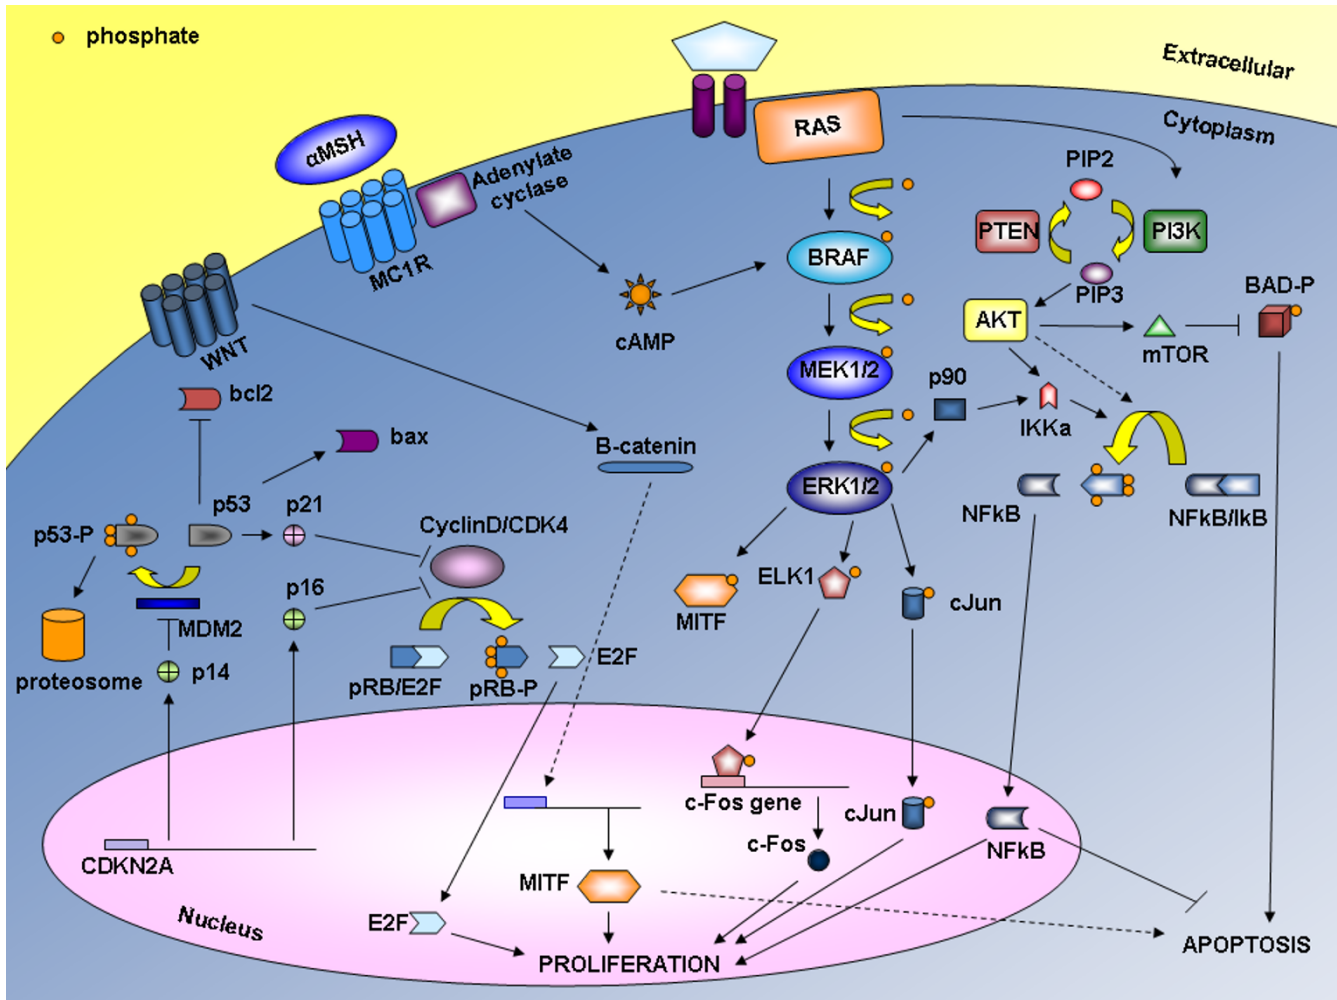 phosphate
Extracellular
Cytoplasm
RAS
αMSH
Adenylate
cyclase
MC1R
WNT
cAMP
BRAF
PIP2
PTEN
PI3K
PIP3
AKT
mTOR
BAD-P
MEK1/2
p90
IKKa
bcl2
bax
B-catenin
ERK1/2
NFkB
NFkB/IkB
p53-P
p53
p21
CyclinD/CDK4
p16
MDM2
p14
proteosome
pRB/E2F
pRB-P
E2F
MITF
ELK1
cJun
c-Fos gene
c-Fos
cJun
NFkB
CDKN2A
Nucleus
MITF
E2F
PROLIFERATION
APOPTOSIS